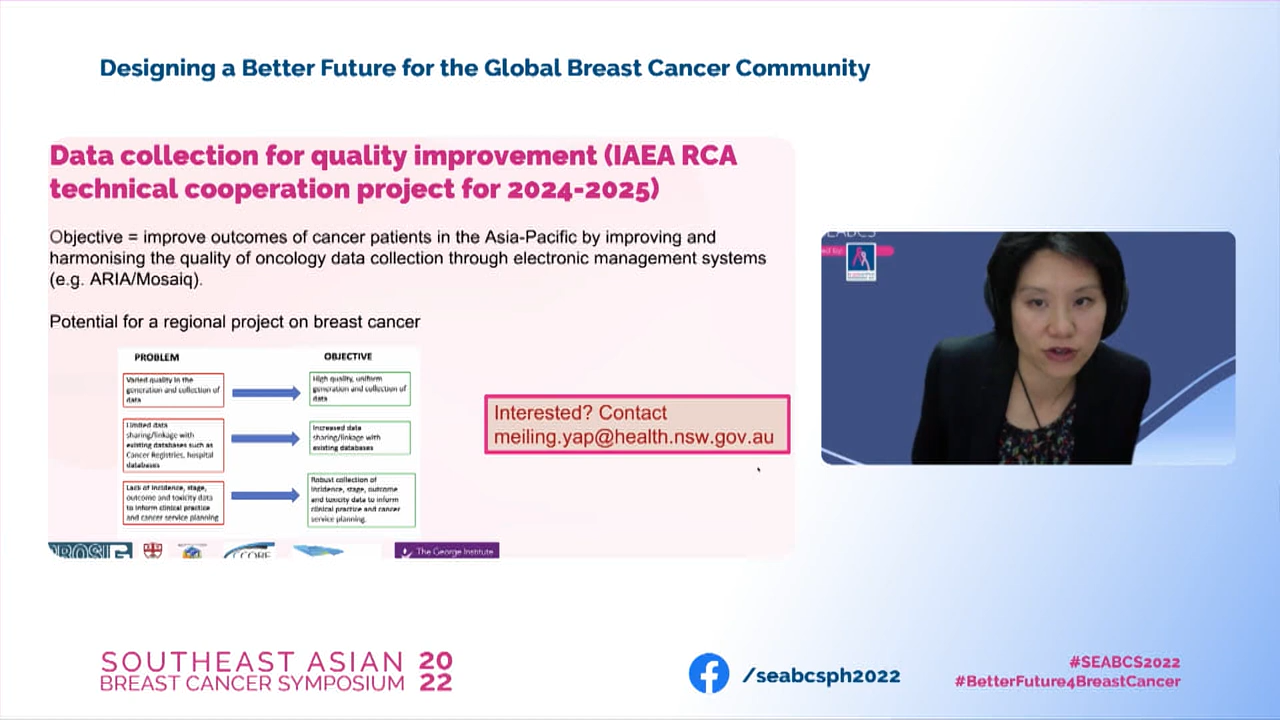 Designing a Better Future for the Global Breast Cancer Community
Data collection for quality improvement (IAEA RCA
technical cooperation project for 2024-2025)
Objective = improve outcomes of cancer patients in the Asia-Pacific by improving and
harmonising the quality of oncology data collection through electronic management systems
(e.g. ARIA/Mosaiq).
Potential for a regional project on breast cancer
PROBLEM
OBJECTIVE
Varied quality in the
generation and collection of
data
High quality, uniform
generation and collection of
data
Limited data
sharing/linkage with
existing databases such as
Cancer Registries, hospital
databases
Increased data
sharing/linkage with
existing databases
Lack of incidence, stage,
outcome and toxicity data
to inform clinical practice
and cancer service planning
Robust collection of
incidence, stage, outcome
and toxicity data to inform
clinical practice and cancer
service planning.
Interested? Contact
meiling.yap@health.nsw.gov.au
CCORE
The George Institute
SOUTHEAST ASIAN
BREAST CANCER SYMPOSIUM
20
22
/seabcsph2022
#SEABCS2022
#BetterFuture4BreastCancer